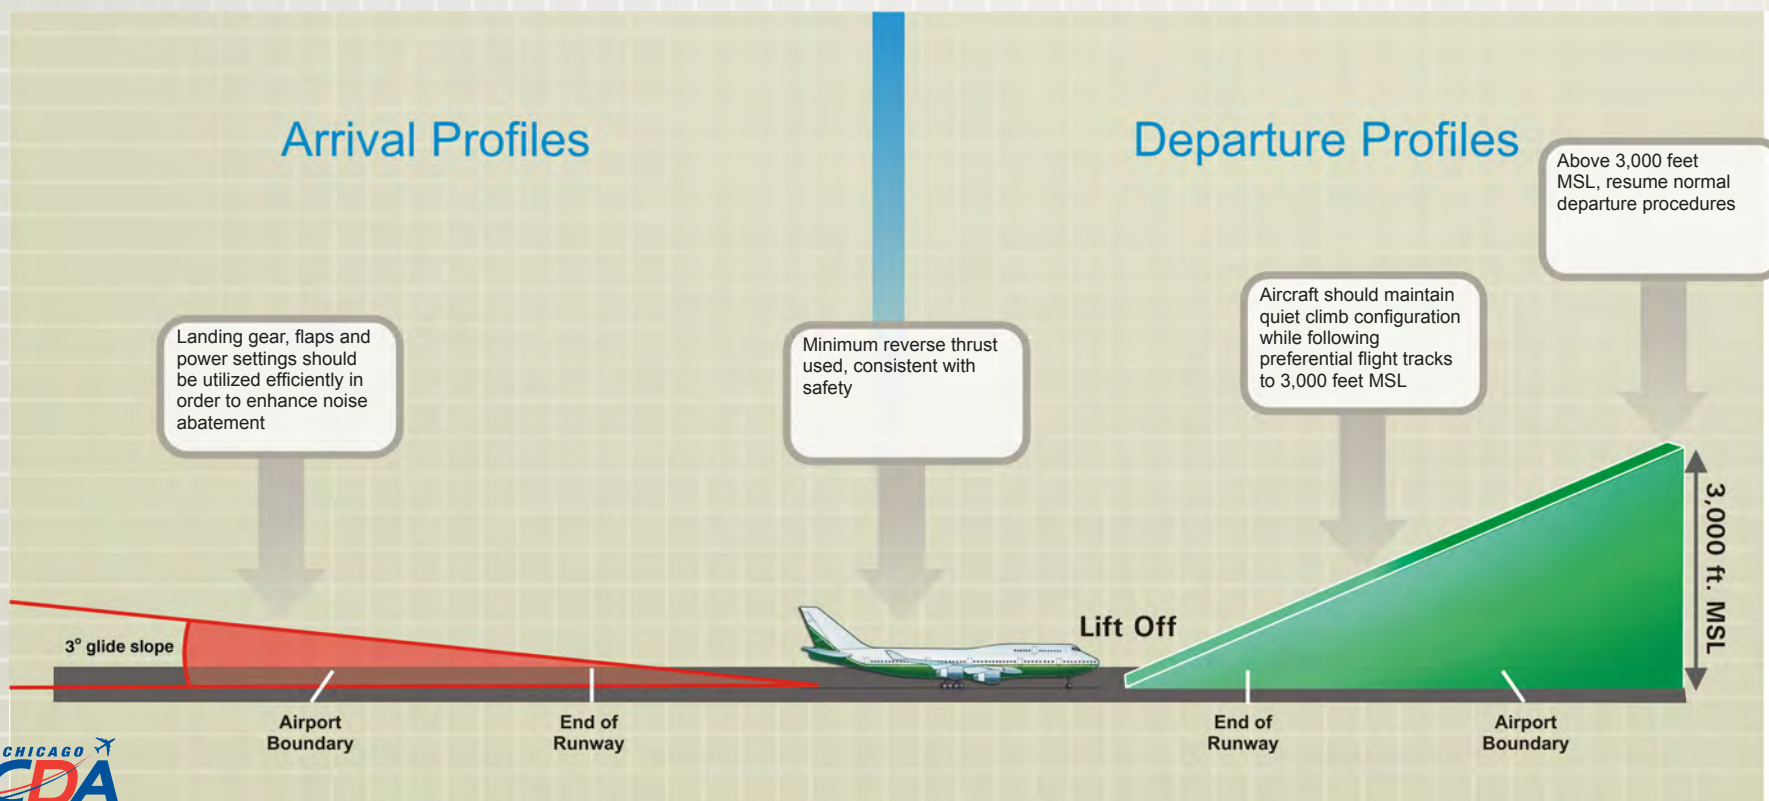 Arrival Profiles
Departure Profiles
Above 3,000 feet
MSL, resume normal
departure procedures
Aircraft should maintain
quiet climb configuration
while following
preferential flight tracks
to 3,000 feet MSL
Landing gear, flaps and
power settings should
be utilized efficiently in
order to enhance noise
abatement
Minimum reverse thrust
used, consistent with
safety
3,000 ft. MSL
Lift Off
3° glide slope
Airport
Boundary
End of
Runway
End of
Runway
Airport
Boundary
CHICAGO
CDA